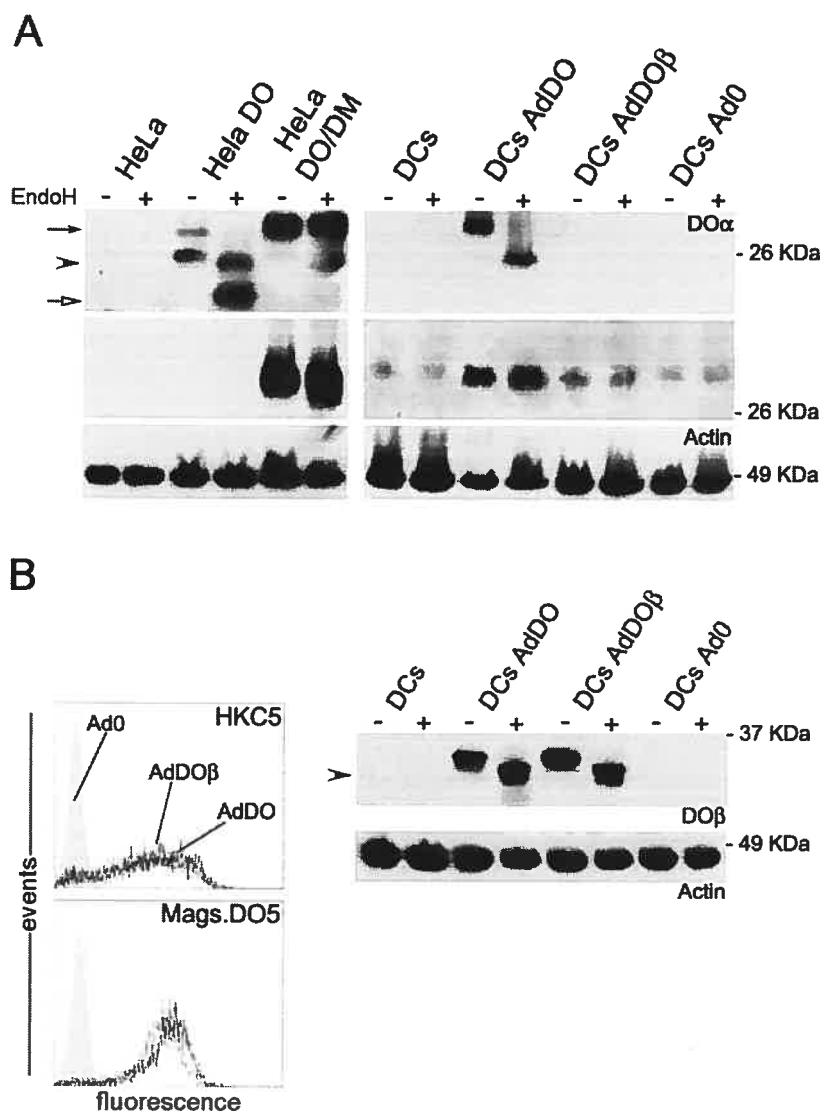 A
HeLa
Hela DO
HeLa DO/DM
DCs
DCs AdDO
DCs AdDOβ
DCs Ad0
EndoH - + - + - + - + - + - + - +
DOα
- 26 KDa
- 26 KDa
Actin
- 49 KDa
B
HKC5
Ad0
AdDOβ
AdDO
Mags.DO5
events
fluorescence
DCs
DCs AdDO
DCs AdDOβ
DCs Ad0
- + - + - + - +
- 37 KDa
DOβ
- 49 KDa
Actin